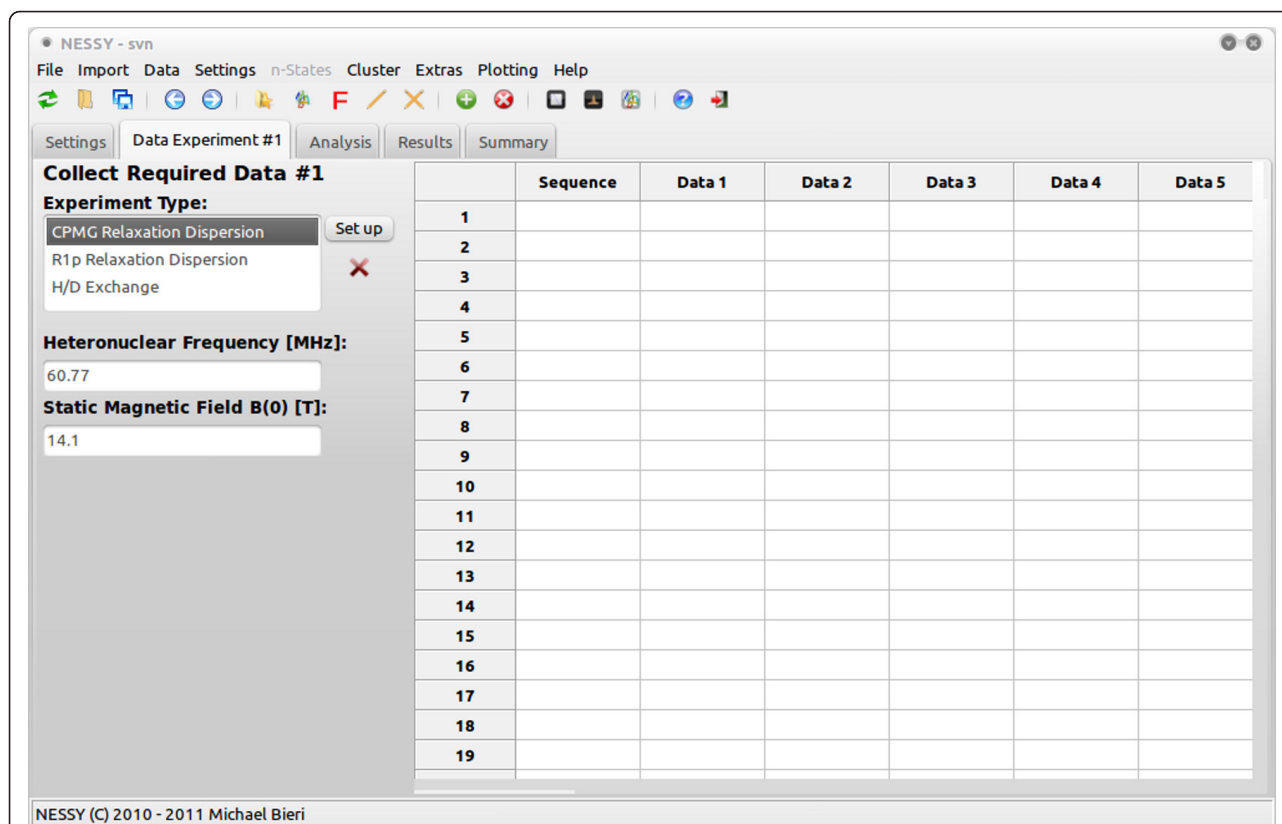 NESSY - svn
File Import Data Settings n-States Cluster Extras Plotting Help
F
Settings Data Experiment #1 Analysis Results Summary
Collect Required Data #1
Experiment Type:
CPMG Relaxation Dispersion Set up
R1p Relaxation Dispersion
H/D Exchange
Heteronuclear Frequency [MHz]:
60.77
Static Magnetic Field B(0) [T]:
14.1
Sequence Data 1 Data 2 Data 3 Data 4 Data 5
1
2
3
4
5
6
7
8
9
10
11
12
13
14
15
16
17
18
19
NESSY (C) 2010 - 2011 Michael Bieri